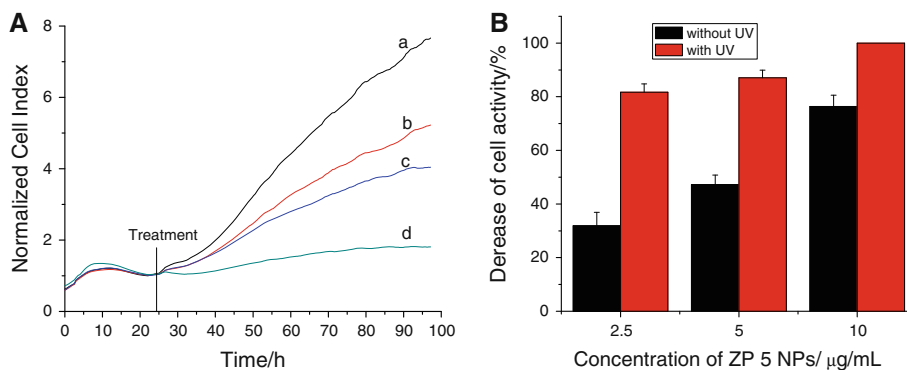 A
Normalized Cell Index
8
6
4
2
0
a
b
c
d
Treatment
0 10 20 30 40 50 60 70 80 90 100
Time/h
B
Derease of cell activity/%
100
80
60
40
20
0
without UV
with UV
2.5 5 10
Concentration of ZP 5 NPs/ μg/mL